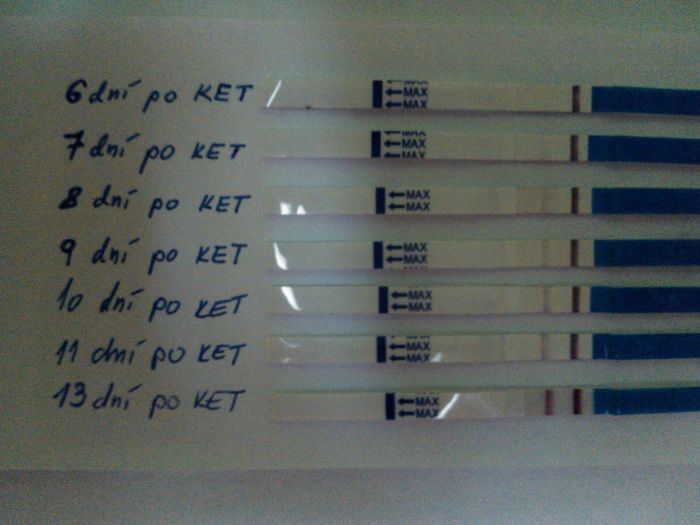 6 dní po KET MAX MAX MAX
7 dní po KET MAX MAX MAX
8 dní po KET MAX MAX
9 dní po KET MAX MAX
10 dní po KET MAX MAX
11 dní po KET MAX MAX
13 dní po KET MAX MAX